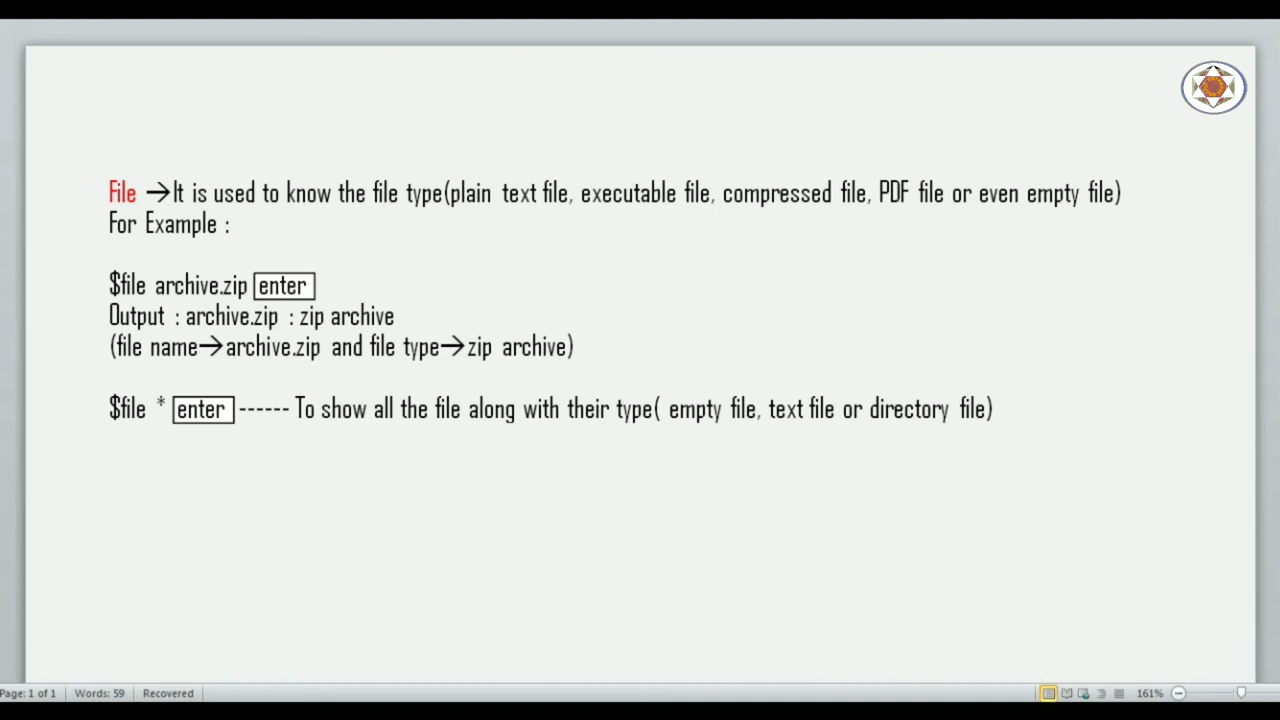 File →It is used to know the file type(plain text file, executable file, compressed file, PDF file or even empty file)
For Example :
$file archive.zip enter
Output : archive.zip : zip archive
(file name→archive.zip and file type→zip archive)
$file * enter ------ To show all the file along with their type( empty file, text file or directory file)
Page: 1 of 1 Words: 59 Recovered 161%